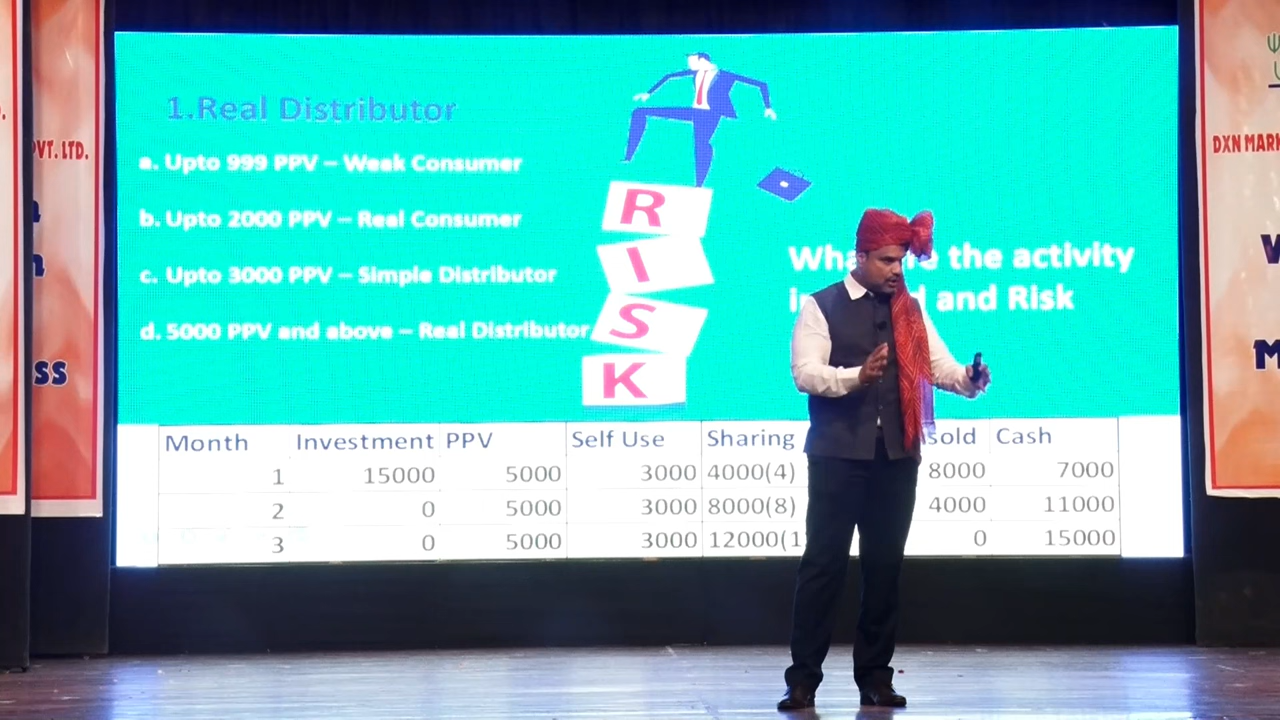 1.Real Distributor
a. Upto 999 PPV – Weak Consumer
b. Upto 2000 PPV – Real Consumer
c. Upto 3000 PPV – Simple Distributor
d. 5000 PPV and above – Real Distributor
R
I
S
K
the activity
and Risk
Month Investment PPV Self Use Sharing sold Cash
1 15000 5000 3000 4000(4) 8000 7000
2 0 5000 3000 8000(8) 4000 11000
3 0 5000 3000 0 15000
PVT. LTD.
DXN